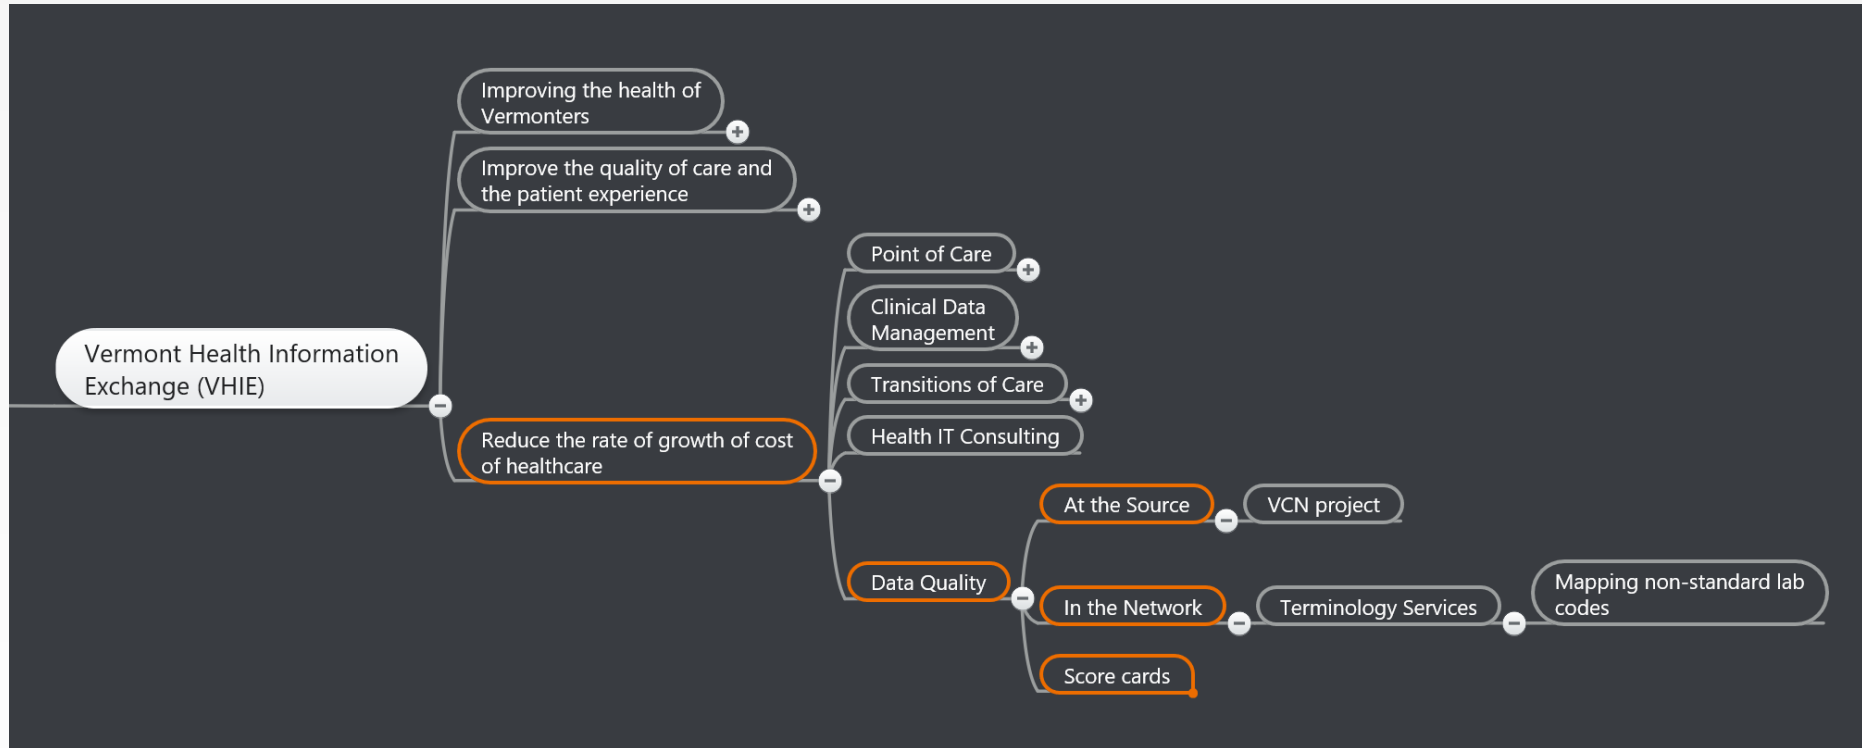 Improving the health of
Vermonters
Improve the quality of care and
the patient experience
Point of Care
Clinical Data
Management
Vermont Health Information
Exchange (VHIE)
Transitions of Care
Health IT Consulting
Reduce the rate of growth of cost
of healthcare
At the Source
VCN project
Data Quality
In the Network
Terminology Services
Mapping non-standard lab
codes
Score cards